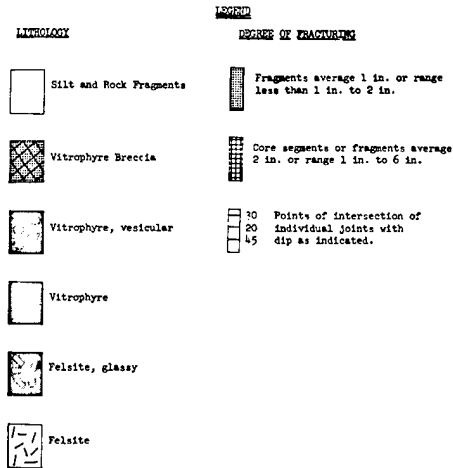 LEGEND
LITHOLOGY
DEGREE OF FRACTURING
Silt and Rock Fragments
Vitrophyre Breccia
Vitrophyre, vesicular
Vitrophyre
Felsite, glassy
Felsite
Fragments average 1 in. or range
less than 1 in. to 2 in.
Core segments or fragments average
2 in. or range 1 in. to 6 in.
30 Points of intersection of
20 individual joints with
45 dip as indicated.